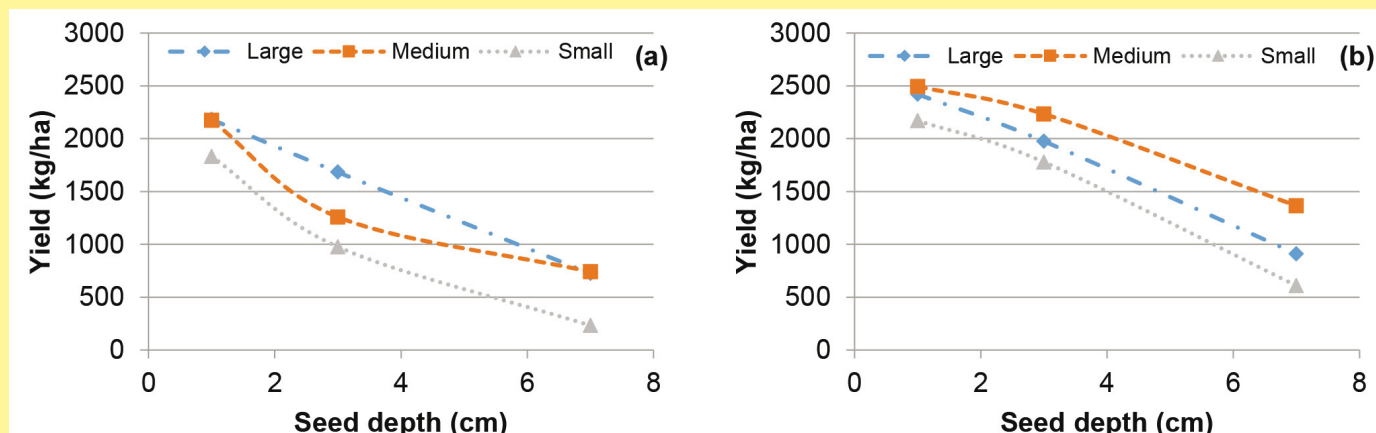 3000
Large Medium Small (a)
2500
2000
1500
1000
500
0
0 2 4 6 8
Yield (kg/ha)
Seed depth (cm)
3000
Large Medium Small (b)
2500
2000
1500
1000
500
0
0 2 4 6 8
Yield (kg/ha)
Seed depth (cm)